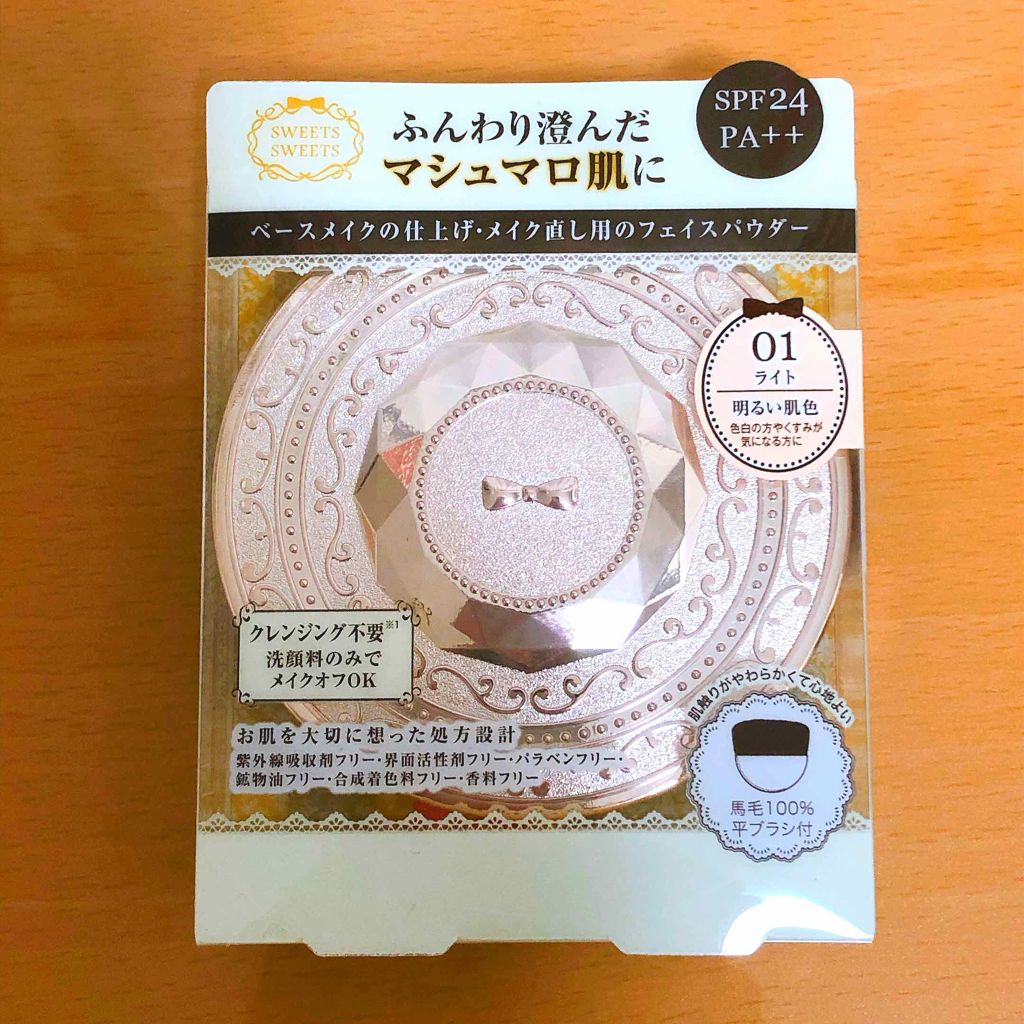 SWEETS
SWEETS
ふんわり澄んだ
マシュマロ肌に
SPF24
PA++
ベースメイクの仕上げ・メイク直し用のフェイスパウダー
01
ライト
明るい肌色
色白の方やくすみが
気になる方に
クレンジング不要※1
洗顔料のみで
メイクオフOK
お肌を大切に想った処方設計
紫外線吸収剤フリー・界面活性剤フリー・パラベンフリー・
鉱物油フリー・合成着色料フリー・香料フリー
肌触りがやわらかくて心地よい
馬毛100%
平ブラシ付